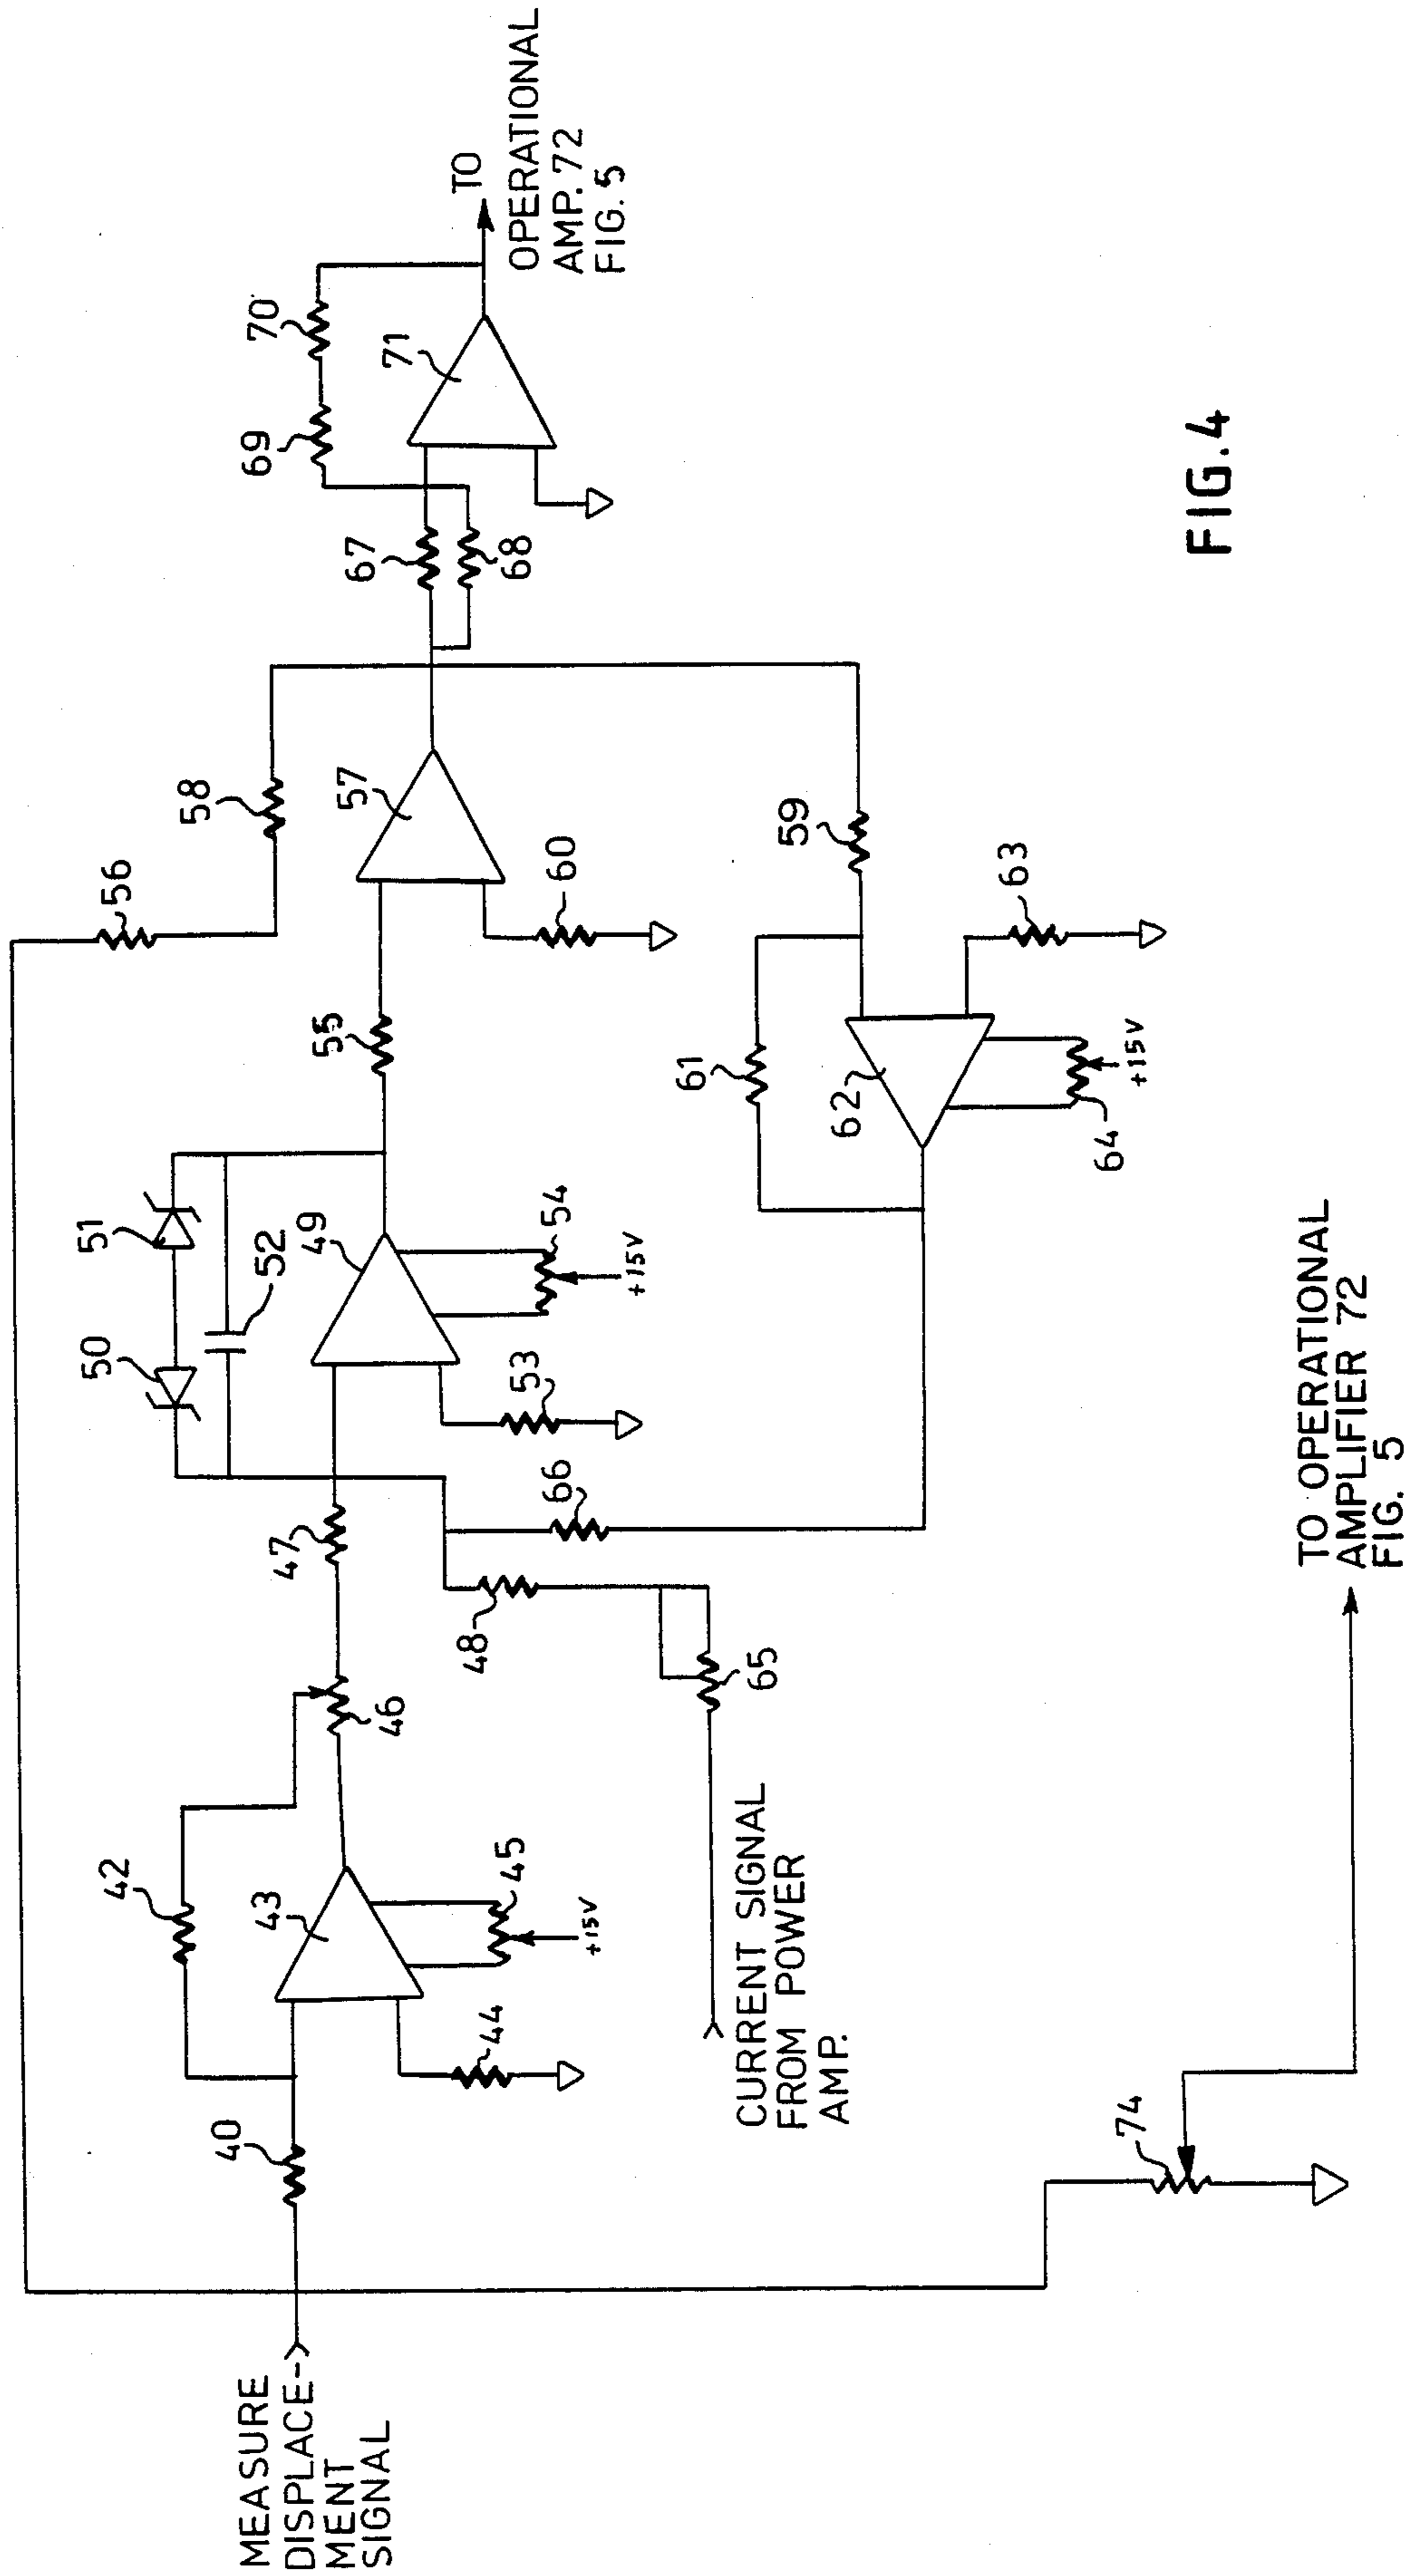 MEASURE
DISPLACE-
MENT
SIGNAL
40
42
43
44
45
+15V
46
47
CURRENT SIGNAL
FROM POWER
AMP.
65
48
66
50
51
52
49
53
54
+15V
55
56
58
57
60
59
61
62
63
64
+15V
67
68
69
70
71
TO
OPERATIONAL
AMP. 72
FIG. 5
74
TO OPERATIONAL
AMPLIFIER 72
FIG. 5
FIG.4